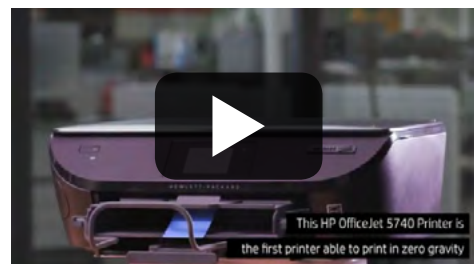 HEWLETT-PACKARD
This HP OfficeJet 5740 Printer is
the first printer able to print in zero gravity